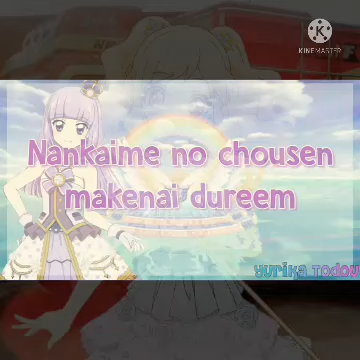 KINEMASTER
Nankaime no chousen
makenai dureem
Yurika Todou